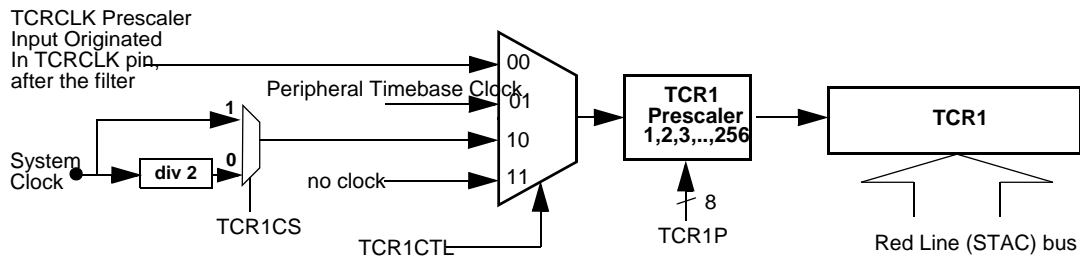 TCRCLK Prescaler
Input Originated
In TCRCLK pin,
after the filter
00
Peripheral Timebase Clock
01
1
10
System
Clock
div 2
0
no clock
11
TCR1CS
TCR1CTL
TCR1
Prescaler
1,2,3,..,256
8
TCR1P
TCR1
Red Line (STAC) bus